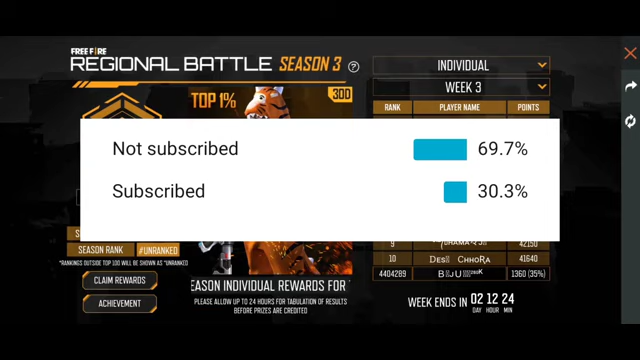 FREE FIRE
REGIONAL BATTLE SEASON 3 ?
INDIVIDUAL
WEEK 3
TOP 1%
300
RANK PLAYER NAME POINTS
Not subscribed 69.7%
Subscribed 30.3%
SEASON RANK #UNRANKED
*RANKINGS OUTSIDE TOP 100 WILL BE SHOWN AS "UNRANKED"
CLAIM REWARDS
ACHIEVEMENT
EASON INDIVIDUAL REWARDS FOR
PLEASE ALLOW UP TO 24 HOURS FOR TABULATION OF RESULTS
BEFORE PRIZES ARE CREDITED
9 42150
10 CHHORA 41640
4404289 1360 (35%)
WEEK ENDS IN 02 12 24
DAY HOUR MIN